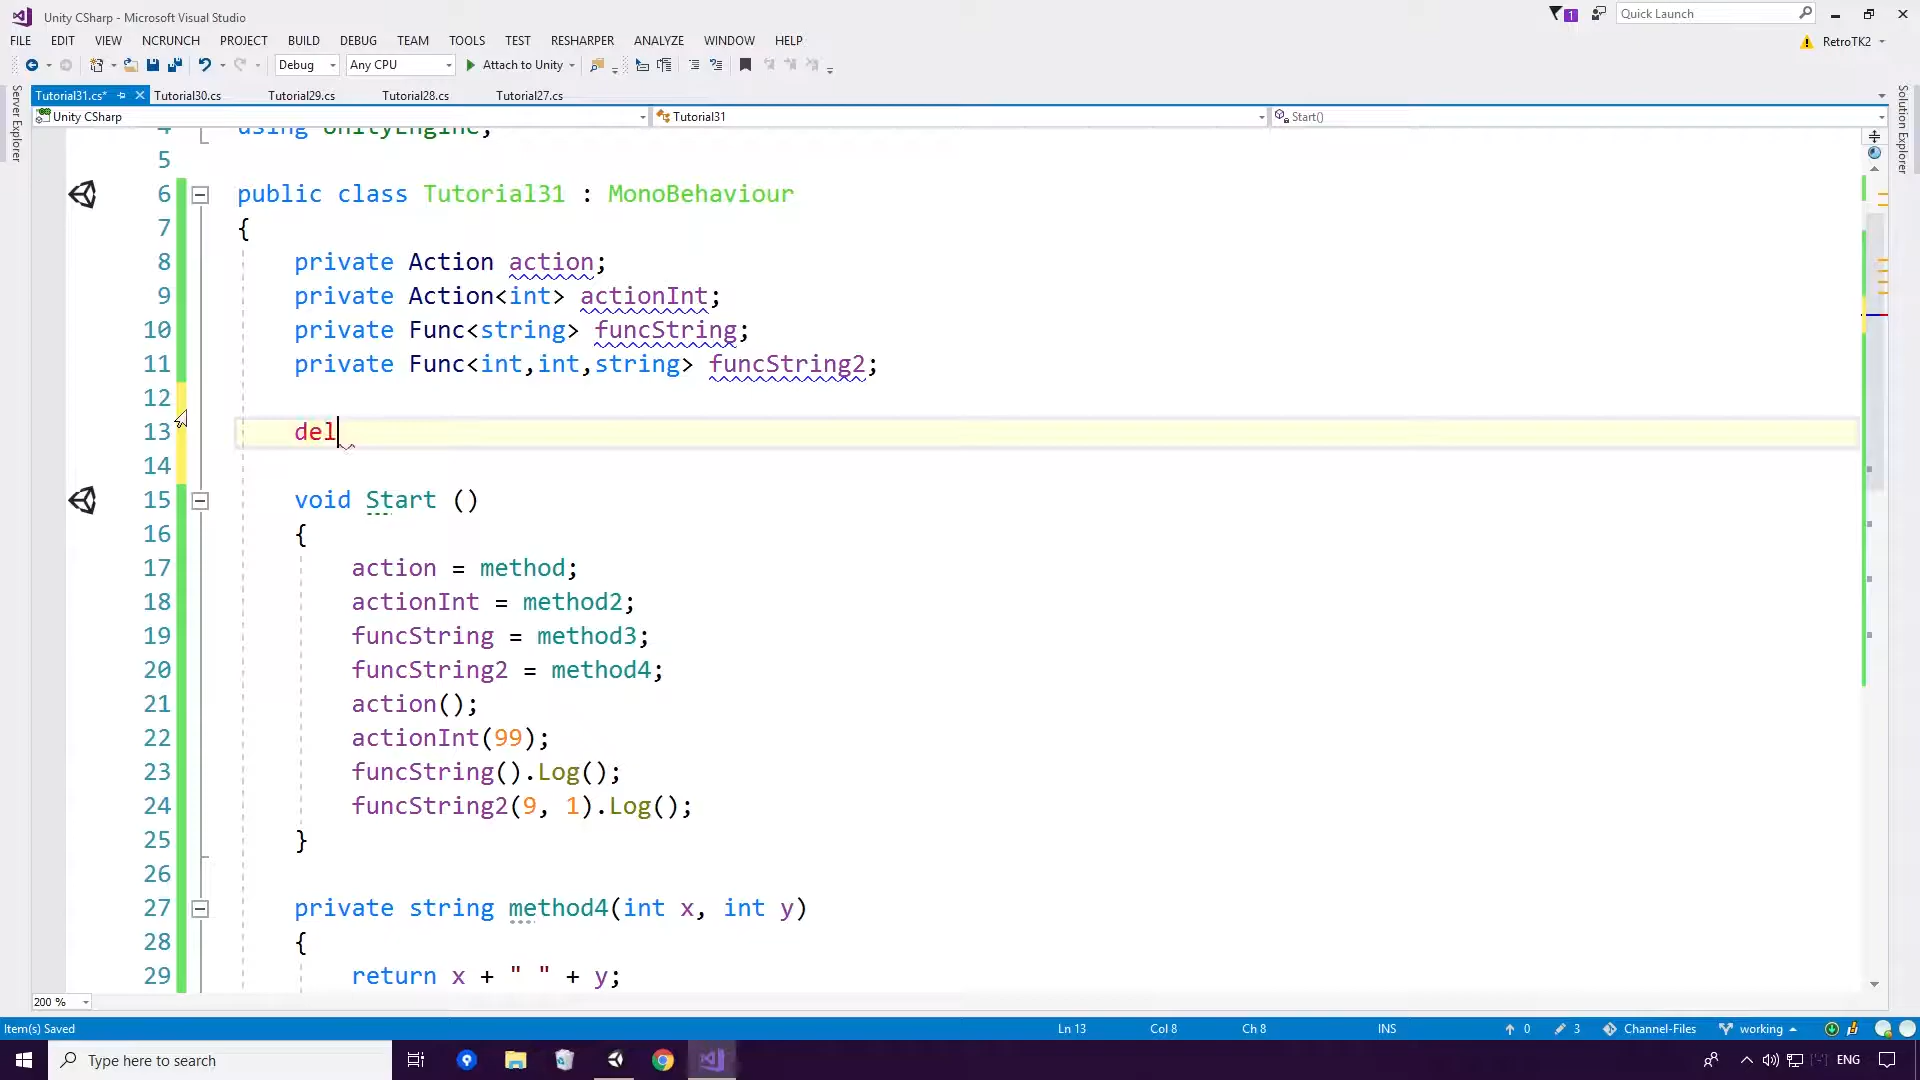 Unity CSharp - Microsoft Visual Studio
1
Quick Launch
FILE EDIT VIEW NCRUNCH PROJECT BUILD DEBUG TEAM TOOLS TEST RESHARPER ANALYZE WINDOW HELP
RetroTK2
Debug Any CPU Attach to Unity
Tutorial31.cs* Tutorial30.cs Tutorial29.cs Tutorial28.cs Tutorial27.cs
Server Explorer
Solution Explorer
Unity CSharp Tutorial31 Start()
4 using UnityEngine;
5
6 public class Tutorial31 : MonoBehaviour
7 {
8 private Action action;
9 private Action<int> actionInt;
10 private Func<string> funcString;
11 private Func<int,int,string> funcString2;
12
13 del
14
15 void Start ()
16 {
17 action = method;
18 actionInt = method2;
19 funcString = method3;
20 funcString2 = method4;
21 action();
22 actionInt(99);
23 funcString().Log();
24 funcString2(9, 1).Log();
25 }
26
27 private string method4(int x, int y)
28 {
29 return x + " " + y;
200 %
Item(s) Saved Ln 13 Col 8 Ch 8 INS 0 3 Channel-Files working
Type here to search ENG